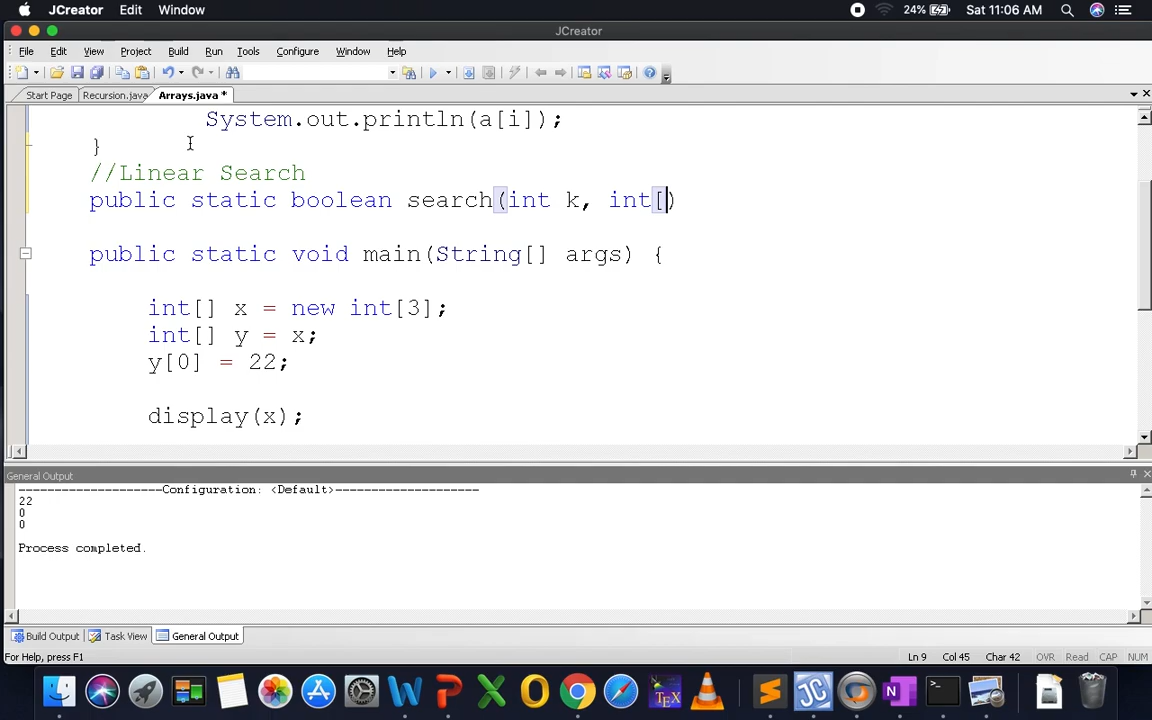 JCreator Edit Window 24% Sat 11:06 AM
JCreator
File Edit View Project Build Run Tools Configure Window Help
Start Page Recursion.java Arrays.java *
System.out.println(a[i]);
}
//Linear Search
public static boolean search(int k, int[)
public static void main(String[] args) {
int[] x = new int[3];
int[] y = x;
y[0] = 22;
display(x);
General Output
--------------------Configuration: <Default>--------------------
22
0
0
Process completed.
Build Output Task View General Output
For Help, press F1 Ln 9 Col 45 Char 42 OVR Read CAP NUM